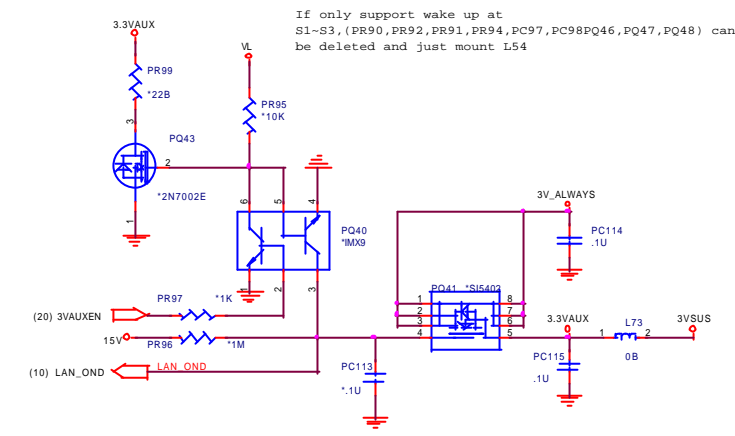 If only support wake up at
S1~S3,(PR90,PR92,PR91,PR94,PC97,PC98PQ46,PQ47,PQ48) can
be deleted and just mount L54
3.3VAUX
VL
PR99
*22B
PR95
*10K
3
PQ43
2
*2N7002E
1
6
5
4
PQ40
*IMX9
1
2
3
3V_ALWAYS
PC114
.1U
PR97
*1K
(20) 3VAUXEN
15V
PR96
*1M
(10) LAN_OND
LAN_OND
PQ41
*SI5402
1
2
3
4
8
7
6
5
PC113
*.1U
3.3VAUX
L73
1
2
0B
3VSUS
PC115
.1U